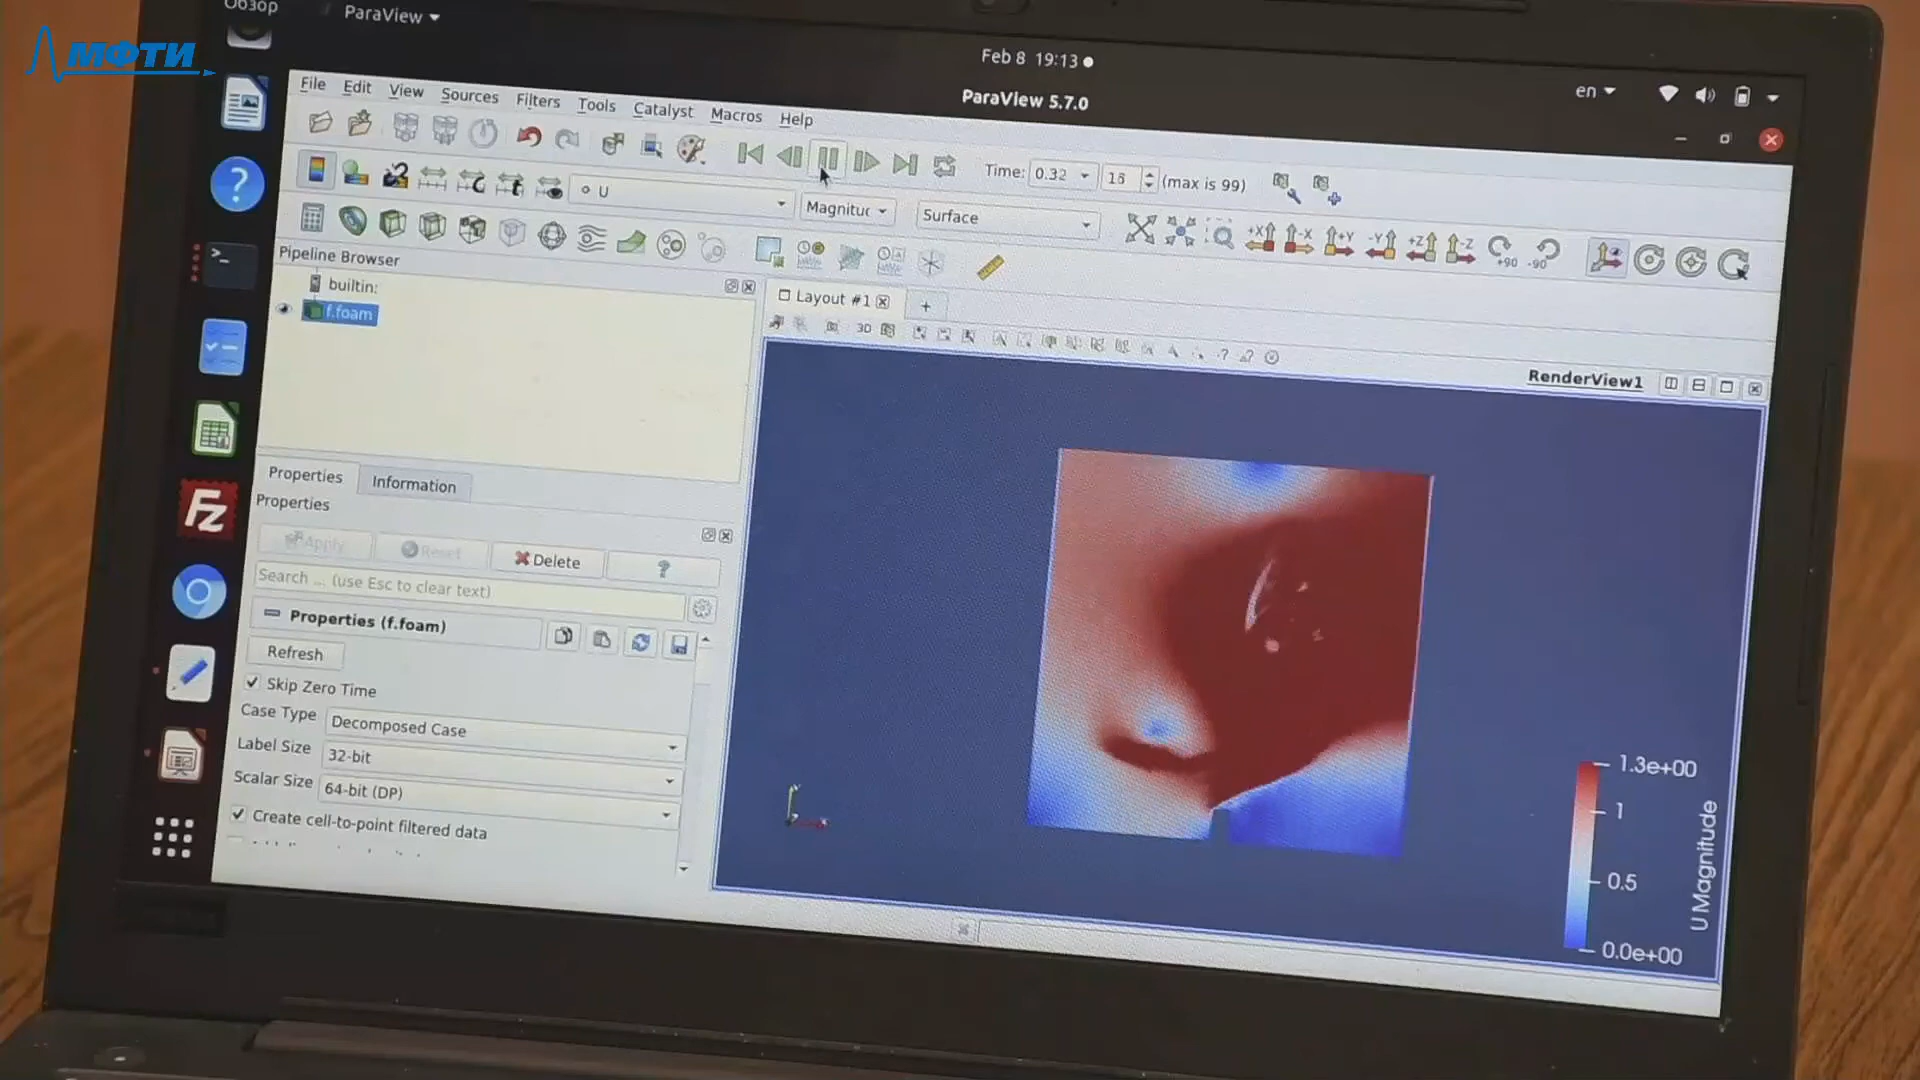 Обзор
ParaView
МФТИ
Feb 8 19:13
en
ParaView 5.7.0
File Edit View Sources Filters Tools Catalyst Macros Help
Time: 0.32 16 (max is 99)
U
Magnituc
Surface
+X -X +Y -Y +Z -Z +90 -90
Pipeline Browser
builtin:
f.foam
Layout #1
+
3D
RenderView1
Properties Information
Properties
Apply Reset Delete ?
Search ... (use Esc to clear text)
Properties (f.foam)
Refresh
Skip Zero Time
Case Type Decomposed Case
Label Size 32-bit
Scalar Size 64-bit (DP)
Create cell-to-point filtered data
1.3e+00
1
0.5
0.0e+00
U Magnitude
Fz